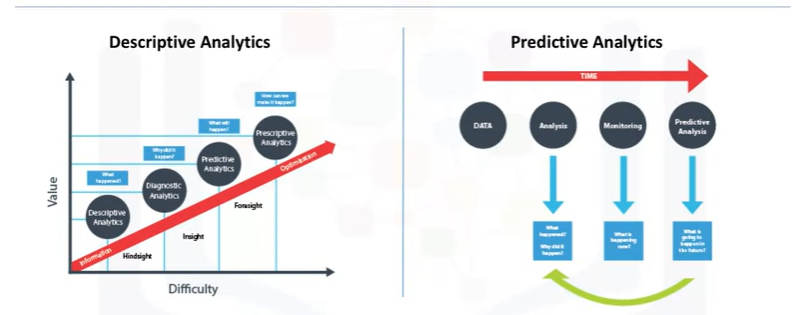 Descriptive Analytics
How can we
make it happen?
What will
happen?
Prescriptive
Analytics
Why did it
happen?
Predictive
Analytics
Optimization
What
happened?
Diagnostic
Analytics
Value
Descriptive
Analytics
Foresight
Insight
Information
Hindsight
Difficulty
Predictive Analytics
TIME
DATA
Analysis
Monitoring
Predictive
Analysis
What
happened?
Why did it
happen?
What is
happening
now?
What is
going to
happen in
the future?